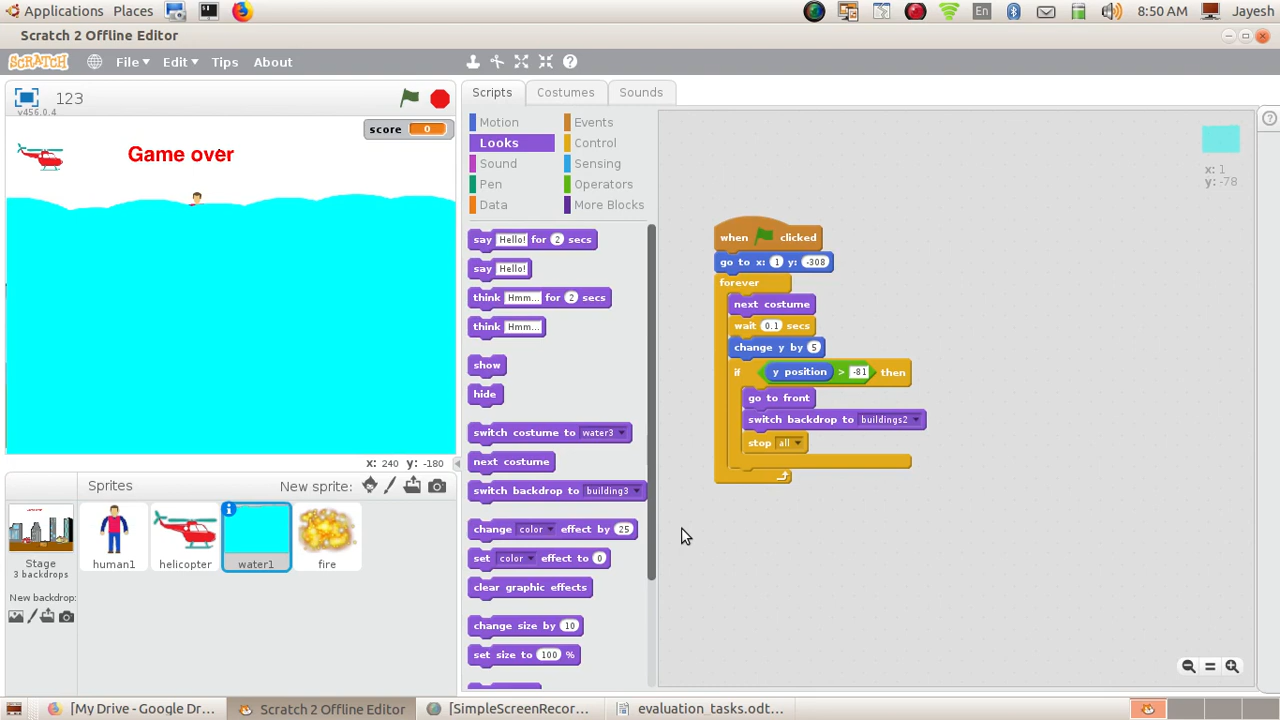 Applications Places En 8:50 AM Jayesh
Scratch 2 Offline Editor
SCRATCH File Edit Tips About
123
v456.0.4
score 0
Game over
x: 240 y: -180
Scripts Costumes Sounds
Motion Events
Looks Control
Sound Sensing
Pen Operators
Data More Blocks
say Hello! for 2 secs
say Hello!
think Hmm... for 2 secs
think Hmm...
show
hide
switch costume to water3
next costume
switch backdrop to building3
change color effect by 25
set color effect to 0
clear graphic effects
change size by 10
set size to 100 %
x: 1
y: -78
when clicked
go to x: 1 y: -308
forever
next costume
wait 0.1 secs
change y by 5
if y position > -81 then
go to front
switch backdrop to buildings2
stop all
Sprites New sprite:
Stage
3 backdrops
New backdrop:
human1 helicopter water1 fire
[My Drive - Google Dr... Scratch 2 Offline Editor [SimpleScreenRecor... evaluation_tasks.odt...